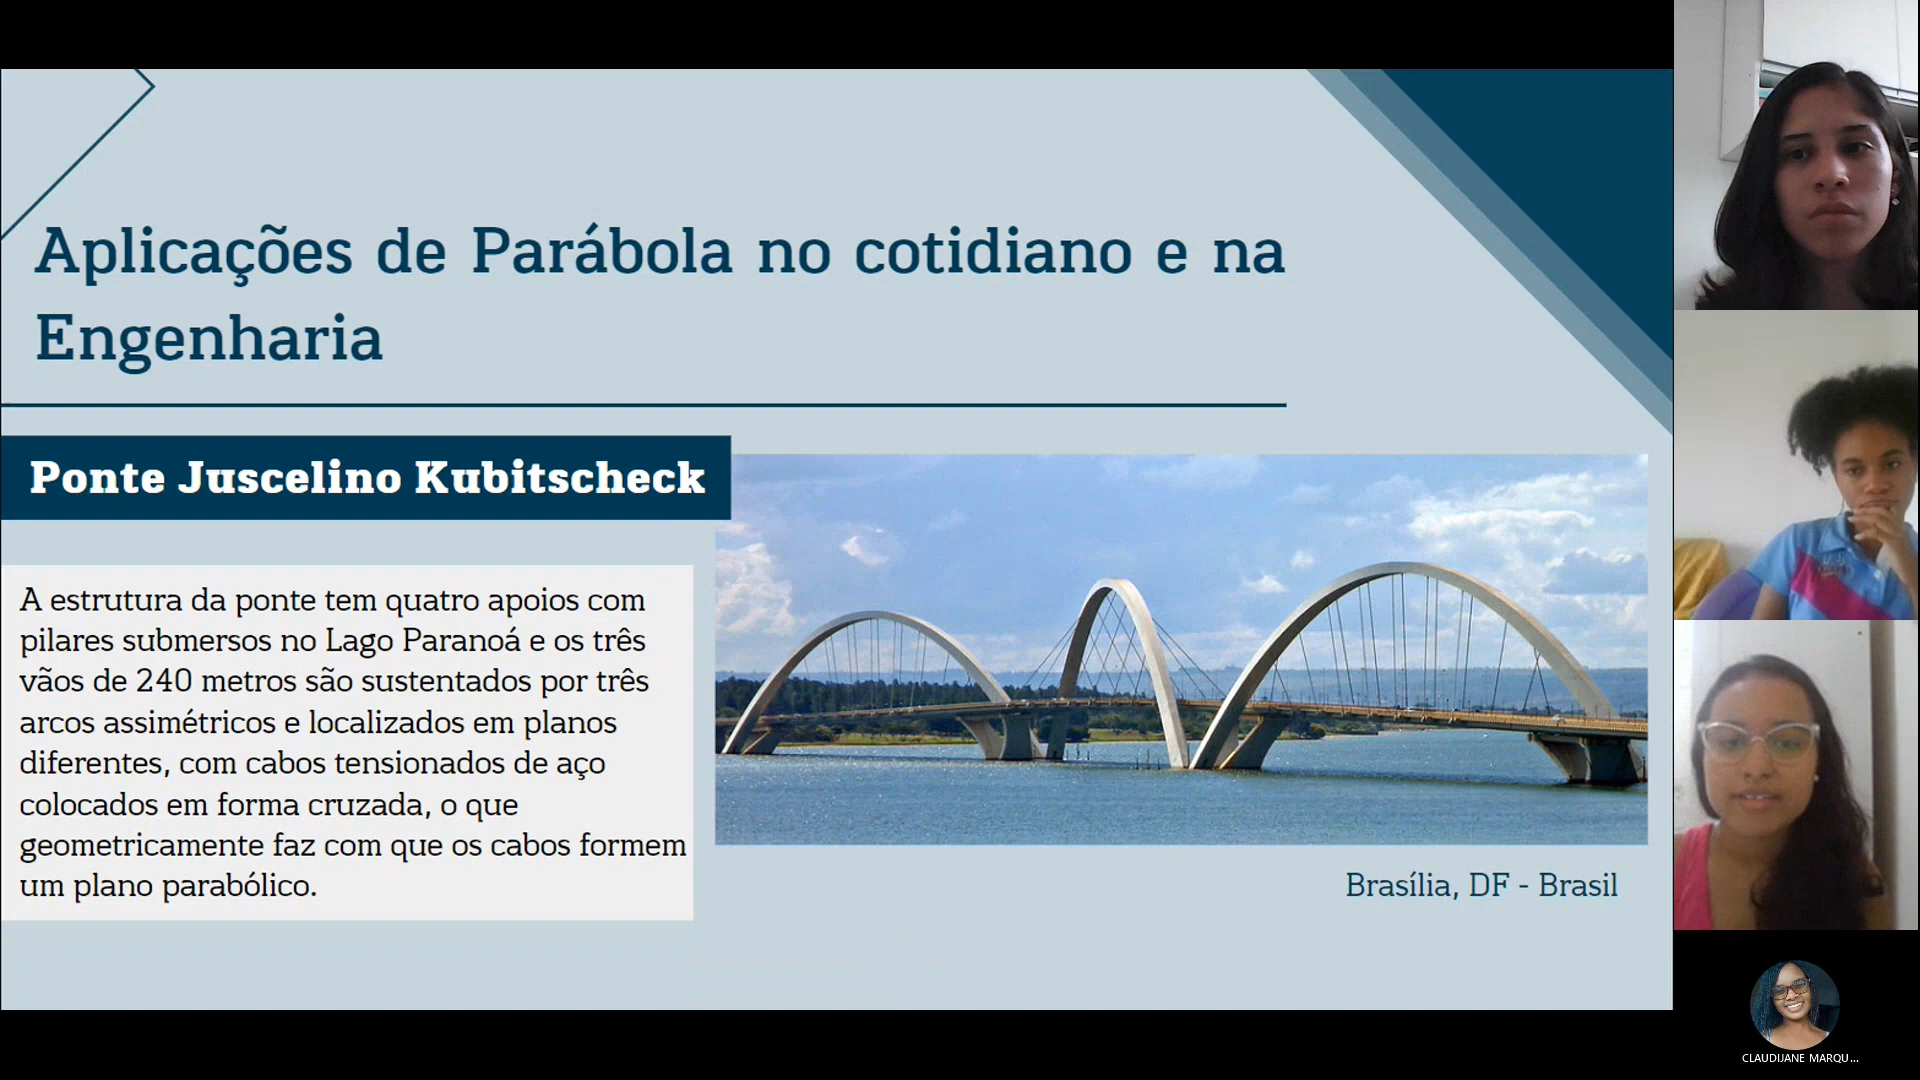 Aplicações de Parábola no cotidiano e na
Engenharia
Ponte Juscelino Kubitscheck
A estrutura da ponte tem quatro apoios com
pilares submersos no Lago Paranoá e os três
vãos de 240 metros são sustentados por três
arcos assimétricos e localizados em planos
diferentes, com cabos tensionados de aço
colocados em forma cruzada, o que
geometricamente faz com que os cabos formem
um plano parabólico.
Brasília, DF - Brasil
CLAUDIJANE MARQU...